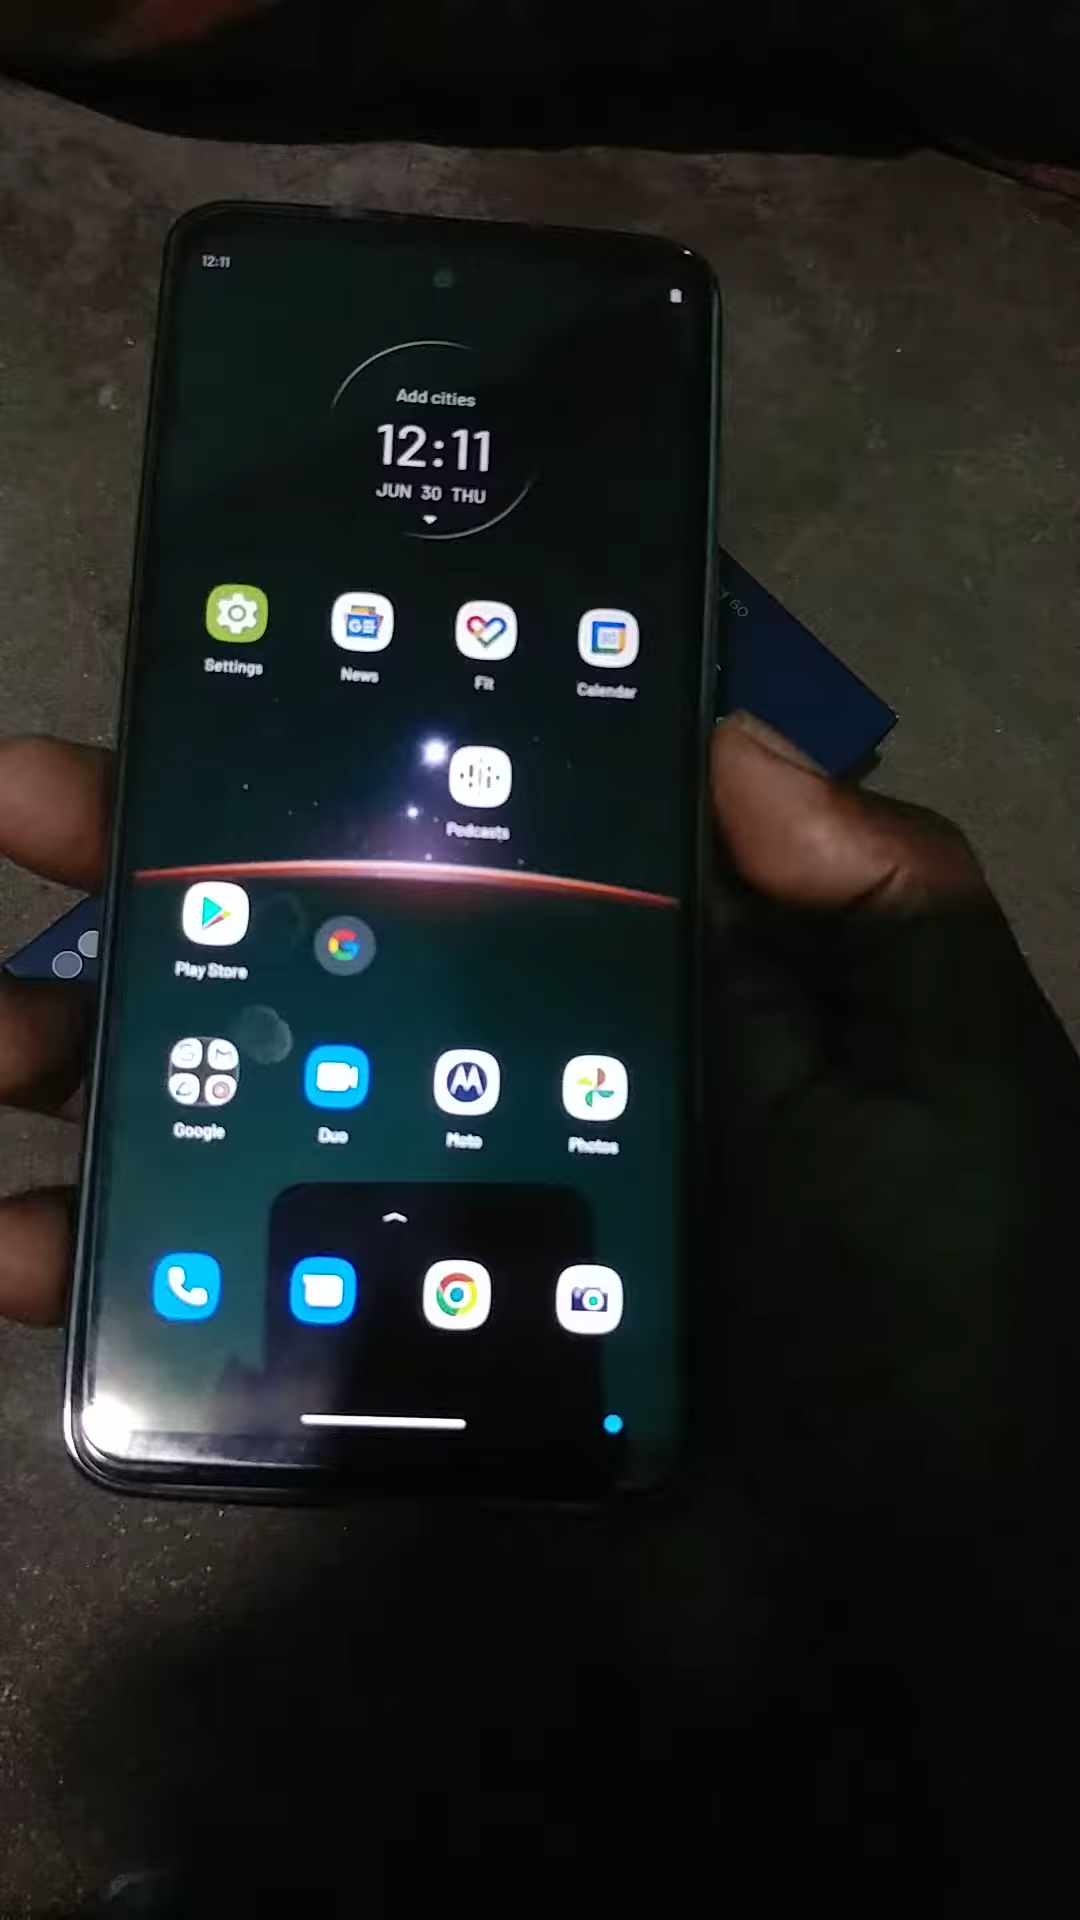 12:11
Add cities
12:11
JUN 30 THU
Settings
News
Fit
Calendar
Podcasts
Play Store
Google
Duo
Moto
Photos